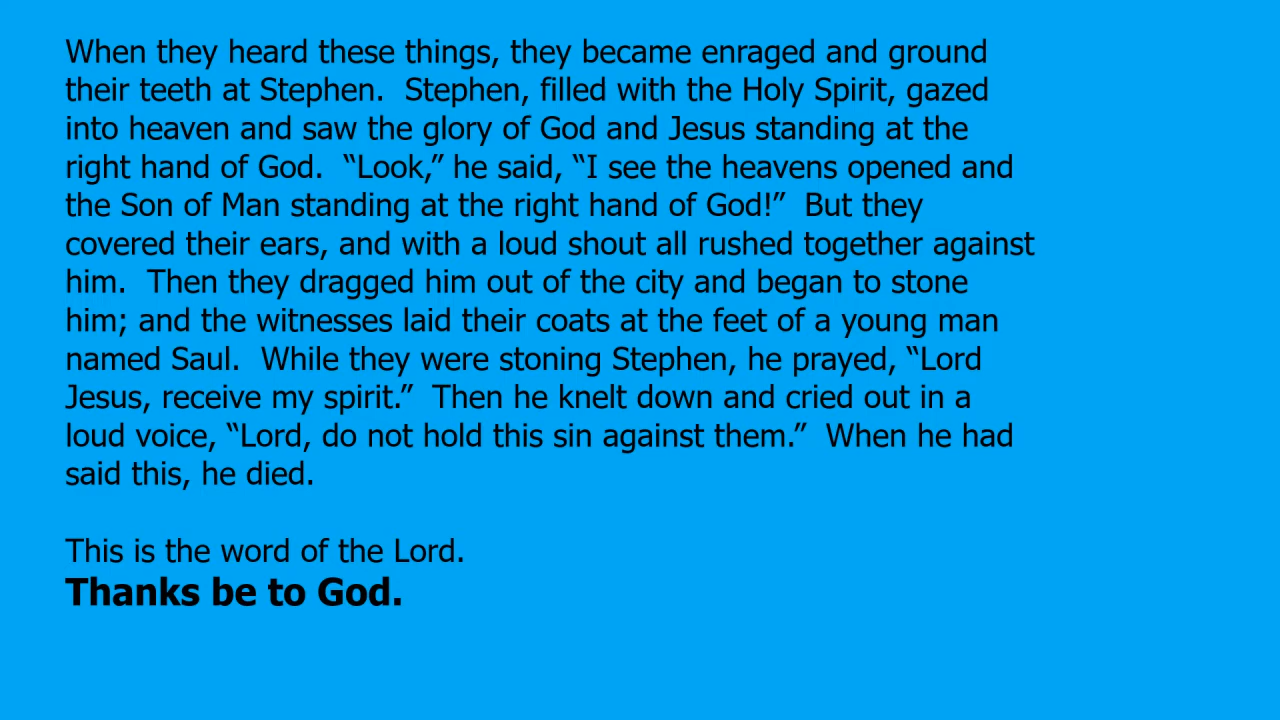 When they heard these things, they became enraged and ground
their teeth at Stephen.  Stephen, filled with the Holy Spirit, gazed
into heaven and saw the glory of God and Jesus standing at the
right hand of God.  “Look,” he said, “I see the heavens opened and
the Son of Man standing at the right hand of God!”  But they
covered their ears, and with a loud shout all rushed together against
him.  Then they dragged him out of the city and began to stone
him; and the witnesses laid their coats at the feet of a young man
named Saul.  While they were stoning Stephen, he prayed, “Lord
Jesus, receive my spirit.”  Then he knelt down and cried out in a
loud voice, “Lord, do not hold this sin against them.”  When he had
said this, he died.

This is the word of the Lord.
Thanks be to God.